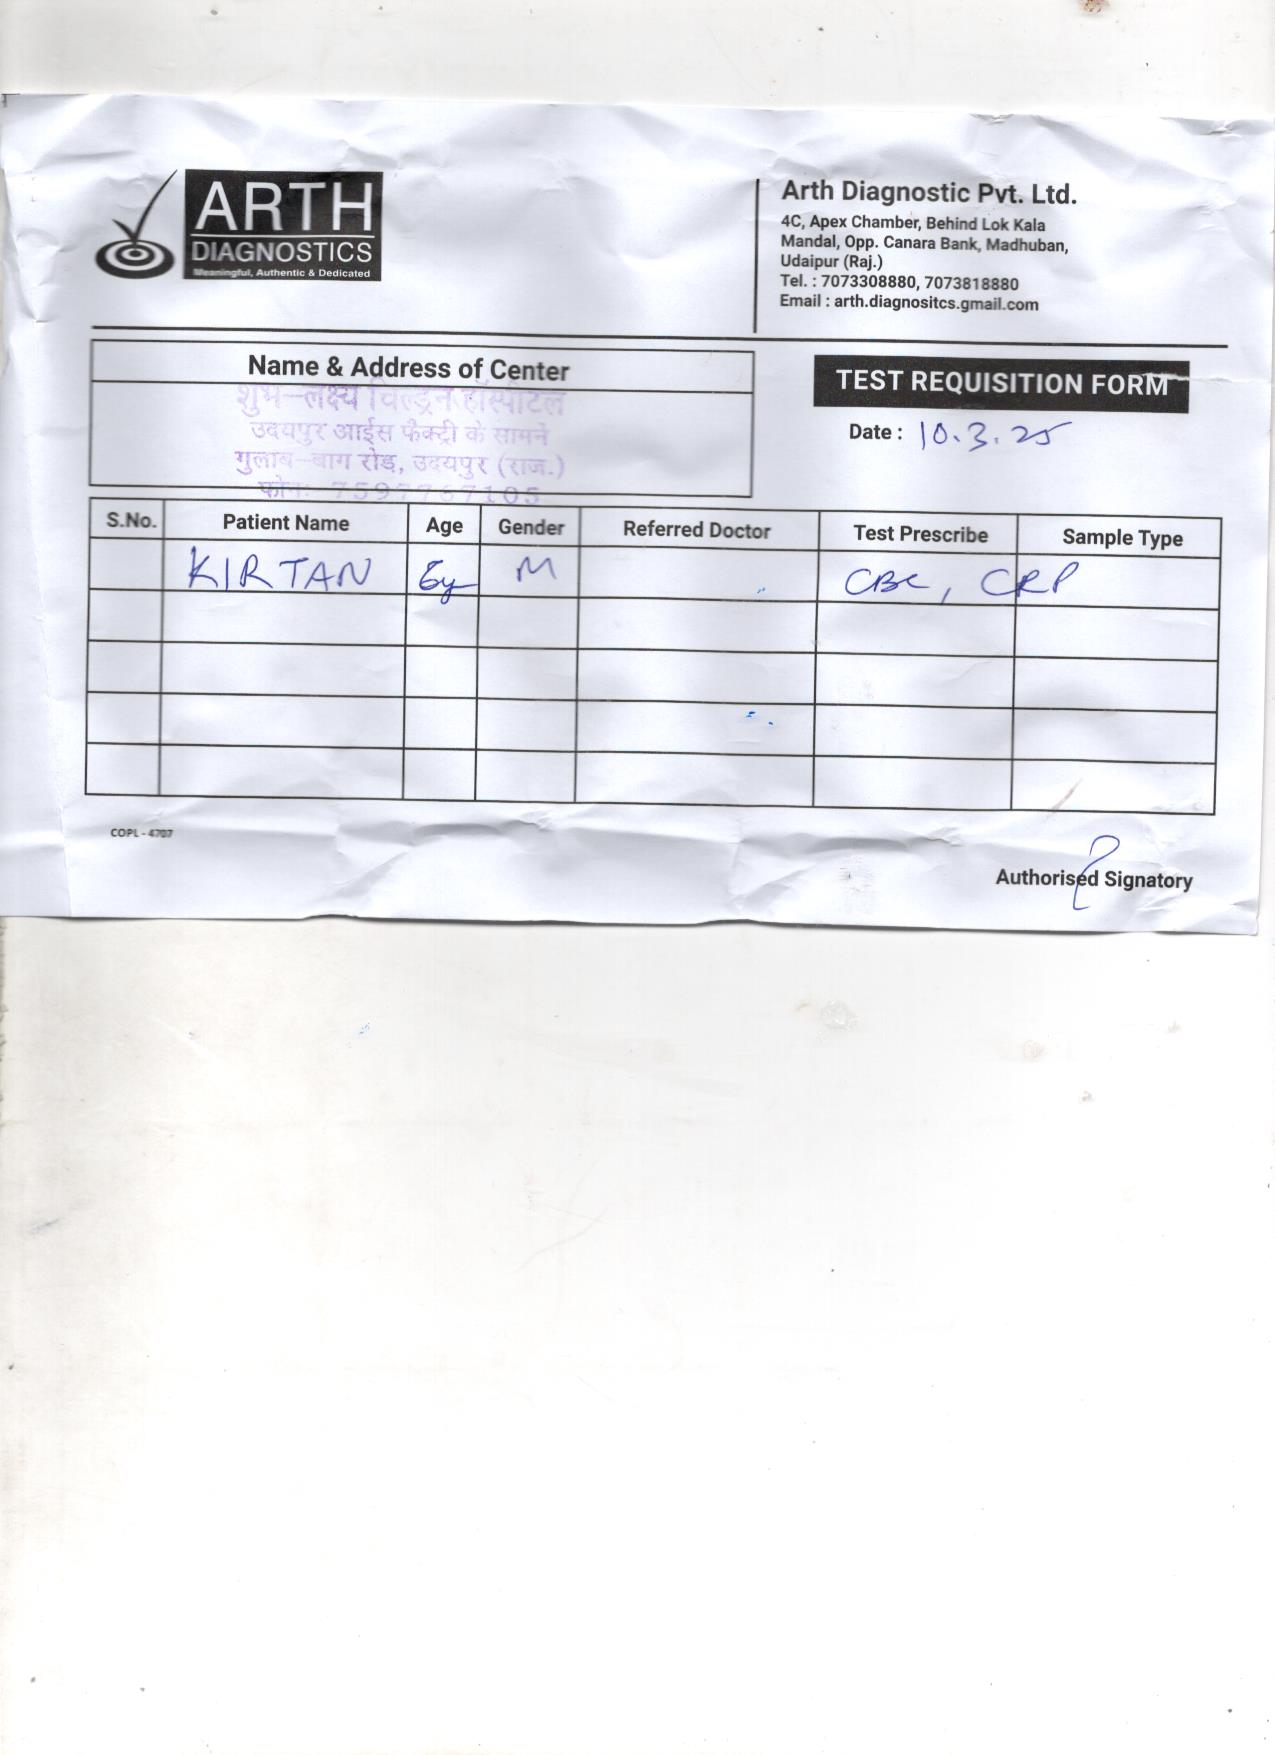 ARTH
DIAGNOSTICS
Meaningful, Authentic & Dedicated
Arth Diagnostic Pvt. Ltd.
4C, Apex Chamber, Behind Lok Kala
Mandal, Opp. Canara Bank, Madhuban,
Udaipur (Raj.)
Tel. : 7073308880, 7073818880
Email : arth.diagnositcs.gmail.com
Name & Address of Center
शुभ-लक्ष्य चिल्ड्रन हॉस्पीटल
उदयपुर आईस फैक्ट्री के सामने
गुलाब-बाग रोड, उदयपुर (राज.)
फोन: 7597767105
TEST REQUISITION FORM
Date : 10.3.25
S.No. Patient Name Age Gender Referred Doctor Test Prescribe Sample Type
KIRTAN 6y M CBC, CRP
COPL - 4707
Authorised Signatory